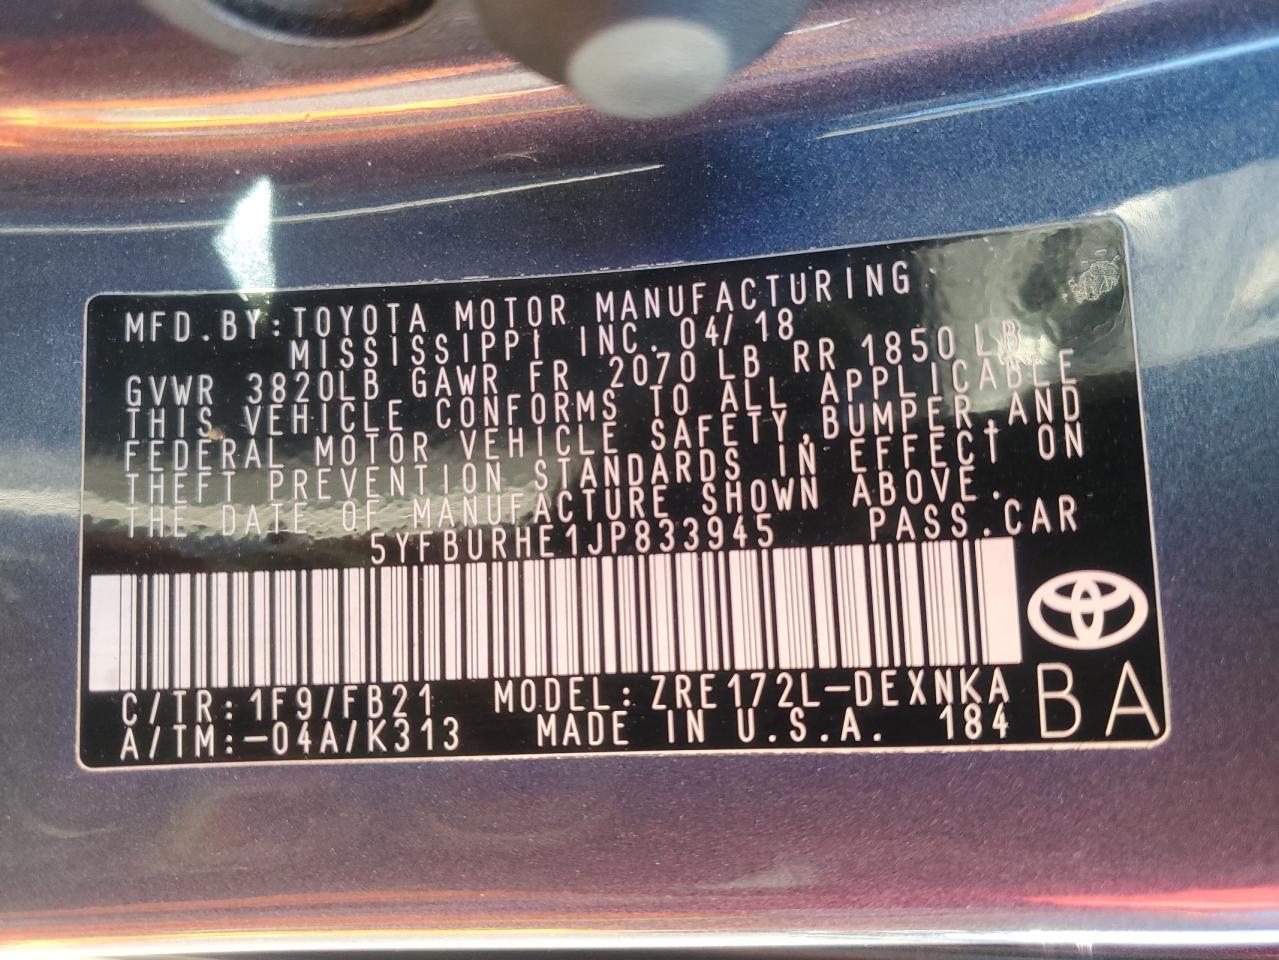 MFD.BY:TOYOTA MOTOR MANUFACTURING
MISSISSIPPI INC. 04/18
GVWR 3820LB GAWR FR 2070 LB RR 1850 LB
THIS VEHICLE CONFORMS TO ALL APPLICABLE
FEDERAL MOTOR VEHICLE SAFETY,BUMPER,AND
THEFT PREVENTION STANDARDS IN EFFECT ON
THE DATE OF MANUFACTURE SHOWN ABOVE.
5YFBURHE1JP833945 PASS.CAR
C/TR:1F9/FB21 MODEL:ZRE172L-DEXNKA
A/TM:-04A/K313 MADE IN U.S.A. 184
BA